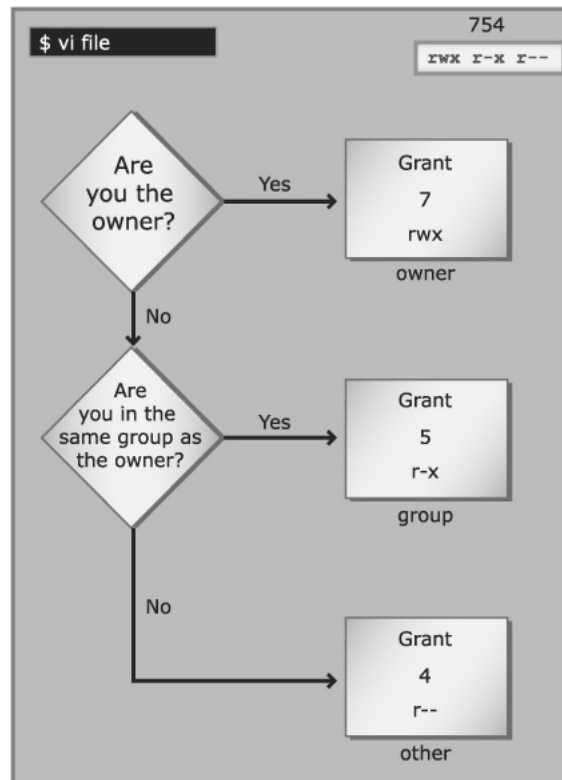 $ vi file
754
rwx r-x r--
Are
you the
owner?
Yes
Grant
7
rwx
owner
No
Are
you in the
same group as
the owner?
Yes
Grant
5
r-x
group
No
Grant
4
r--
other